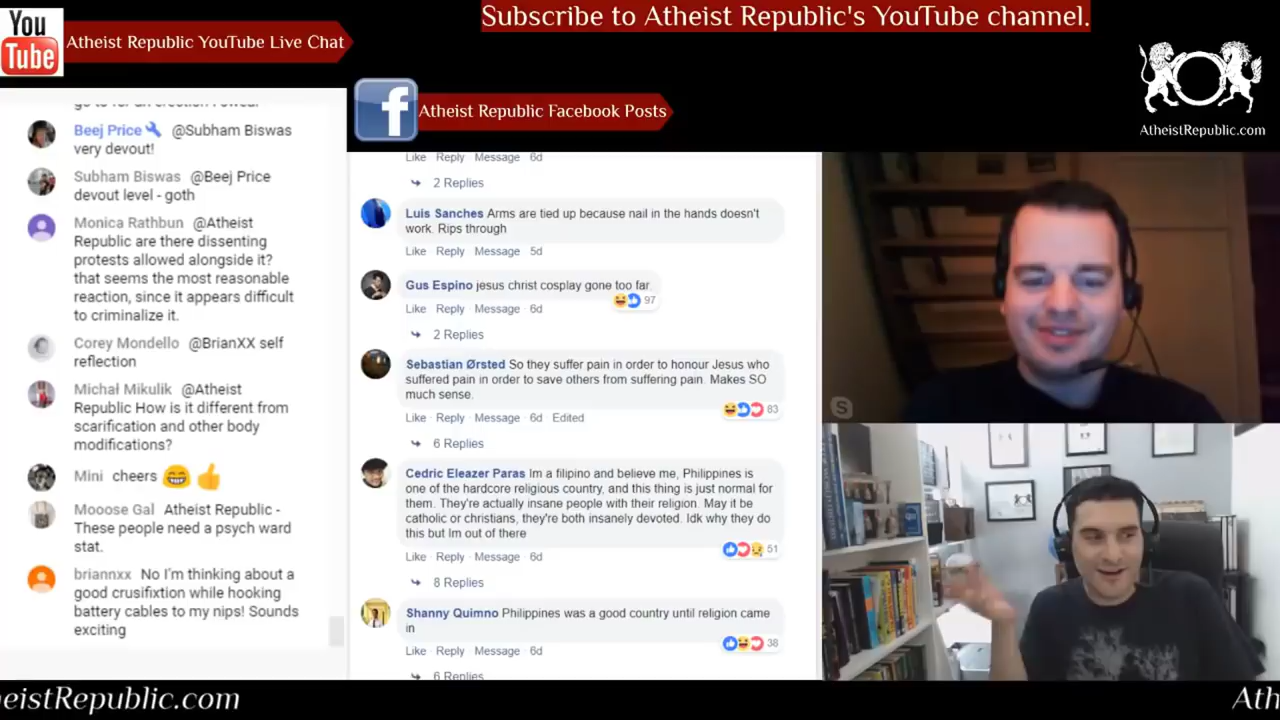 Subscribe to Atheist Republic's YouTube channel.
You
Tube
Atheist Republic YouTube Live Chat
AtheistRepublic.com
f
Atheist Republic Facebook Posts
Beej Price @Subham Biswas
very devout!
Subham Biswas @Beej Price
devout level - goth
Monica Rathbun @Atheist
Republic are there dissenting
protests allowed alongside it?
that seems the most reasonable
reaction, since it appears difficult
to criminalize it.
Corey Mondello @BrianXX self
reflection
Michał Mikulik @Atheist
Republic How is it different from
scarification and other body
modifications?
Mini cheers 😁👍
Mooose Gal Atheist Republic -
These people need a psych ward
stat.
briannxx No I'm thinking about a
good crusifixtion while hooking
battery cables to my nips! Sounds
exciting
Like Reply Message 6d
2 Replies
Luis Sanches Arms are tied up because nail in the hands doesn't
work. Rips through
Like · Reply · Message · 5d
Gus Espino jesus christ cosplay gone too far.
97
Like · Reply · Message · 6d
2 Replies
Sebastian Ørsted So they suffer pain in order to honour Jesus who
suffered pain in order to save others from suffering pain. Makes SO
much sense.
83
Like · Reply · Message · 6d Edited
6 Replies
Cedric Eleazer Paras Im a filipino and believe me, Philippines is
one of the hardcore religious country, and this thing is just normal for
them. They're actually insane people with their religion. May it be
catholic or christians, they're both insanely devoted. Idk why they do
this but Im out of there
51
Like · Reply · Message · 6d
8 Replies
Shanny Quimno Philippines was a good country until religion came
in
38
Like · Reply · Message · 6d
6 Replies
S
eistRepublic.com
Ath